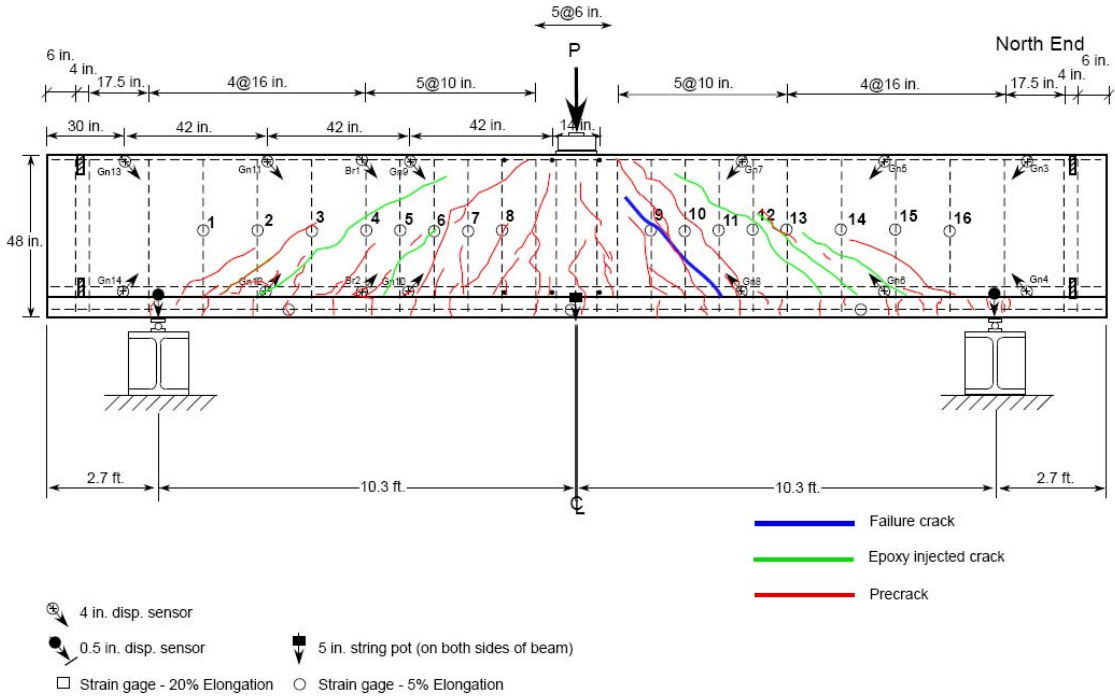 5@6 in.
P
North End
6 in.
4 in.
17.5 in.
4@16 in.
5@10 in.
5@10 in.
4@16 in.
17.5 in.
4 in.
6 in.
30 in.
42 in.
42 in.
42 in.
14 in.
Gn13
Gn11
Br1
Gn9
Gn7
Gn5
Gn3
48 in.
1
2
3
4
5
6
7
8
9
10
11
12
13
14
15
16
Gn14
Gn12
Br2
Gn10
Gn8
Gn6
Gn4
2.7 ft.
10.3 ft.
10.3 ft.
2.7 ft.
CL
Failure crack
Epoxy injected crack
Precrack
4 in. disp. sensor
0.5 in. disp. sensor
5 in. string pot (on both sides of beam)
Strain gage - 20% Elongation
Strain gage - 5% Elongation